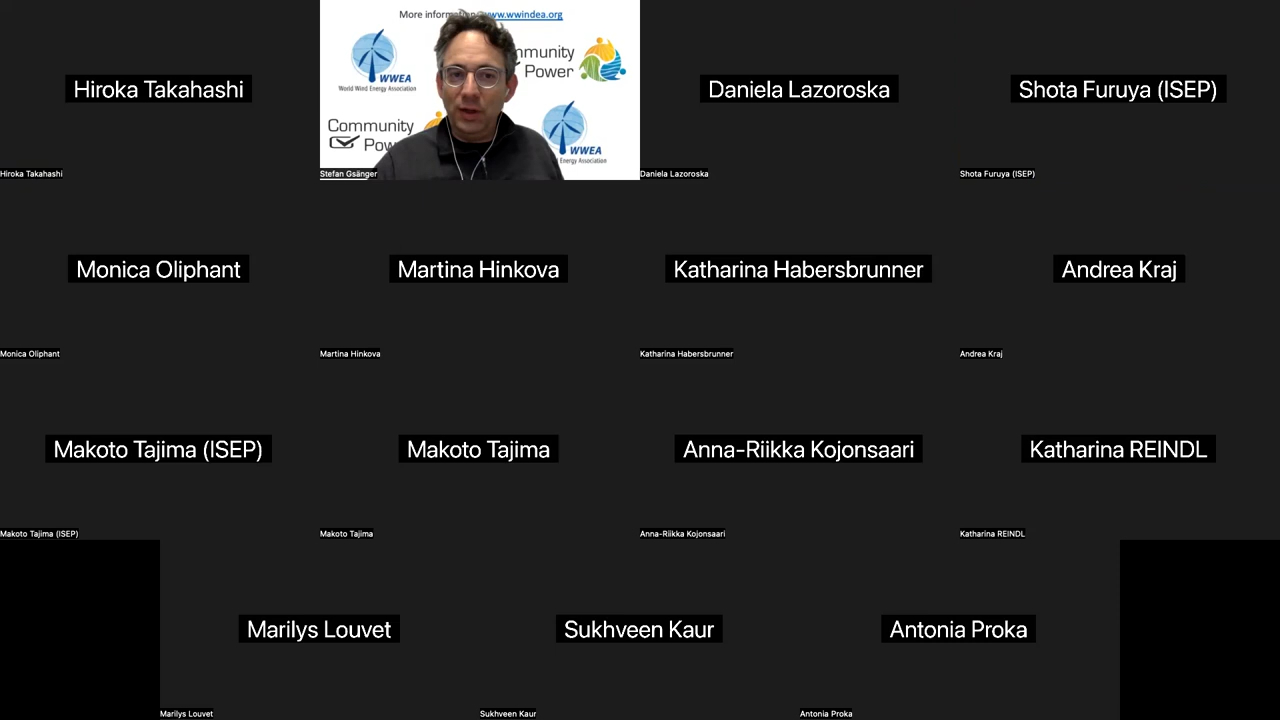 Hiroka Takahashi
Hiroka Takahashi
More information: www.wwindea.org
WWEA
World Wind Energy Association
Power
Community
WWEA
Energy Association
Stefan Gsänger
Daniela Lazoroska
Daniela Lazoroska
Shota Furuya (ISEP)
Shota Furuya (ISEP)
Monica Oliphant
Monica Oliphant
Martina Hinkova
Martina Hinkova
Katharina Habersbrunner
Katharina Habersbrunner
Andrea Kraj
Andrea Kraj
Makoto Tajima (ISEP)
Makoto Tajima (ISEP)
Makoto Tajima
Makoto Tajima
Anna-Riikka Kojonsaari
Anna-Riikka Kojonsaari
Katharina REINDL
Katharina REINDL
Marilys Louvet
Marilys Louvet
Sukhveen Kaur
Sukhveen Kaur
Antonia Proka
Antonia Proka